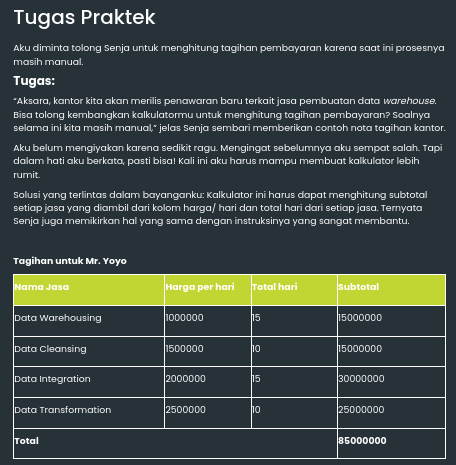 Tugas Praktek
Aku diminta tolong Senja untuk menghitung tagihan pembayaran karena saat ini prosesnya
masih manual.
Tugas:
“Aksara, kantor kita akan merilis penawaran baru terkait jasa pembuatan data warehouse.
Bisa tolong kembangkan kalkulatormu untuk menghitung tagihan pembayaran? Soalnya
selama ini kita masih manual,” jelas Senja sembari memberikan contoh nota tagihan kantor.
Aku belum mengiyakan karena sedikit ragu. Mengingat sebelumnya aku sempat salah. Tapi
dalam hati aku berkata, pasti bisa! Kali ini aku harus mampu membuat kalkulator lebih
rumit.
Solusi yang terlintas dalam bayanganku: Kalkulator ini harus dapat menghitung subtotal
setiap jasa yang diambil dari kolom harga/ hari dan total hari dari setiap jasa. Ternyata
Senja juga memikirkan hal yang sama dengan instruksinya yang sangat membantu.
Tagihan untuk Mr. Yoyo
Nama Jasa Harga per hari Total hari Subtotal
Data Warehousing 1000000 15 15000000
Data Cleansing 1500000 10 15000000
Data Integration 2000000 15 30000000
Data Transformation 2500000 10 25000000
Total 85000000